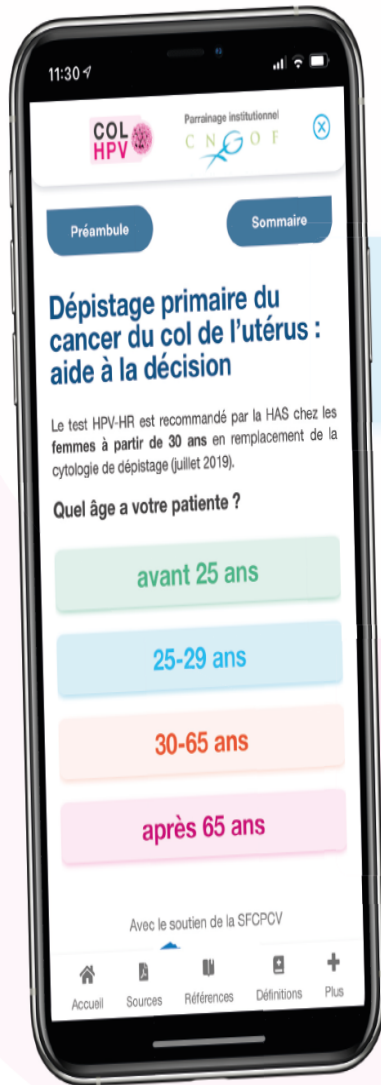 11:30
COL
HPV
Parrainage institutionnel
CNGOF
Préambule
Sommaire
Dépistage primaire du
cancer du col de l'utérus :
aide à la décision
Le test HPV-HR est recommandé par la HAS chez les
femmes à partir de 30 ans en remplacement de la
cytologie de dépistage (juillet 2019).
Quel âge a votre patiente ?
avant 25 ans
25-29 ans
30-65 ans
après 65 ans
Avec le soutien de la SFCPCV
Accueil
Sources
Références
Définitions
Plus